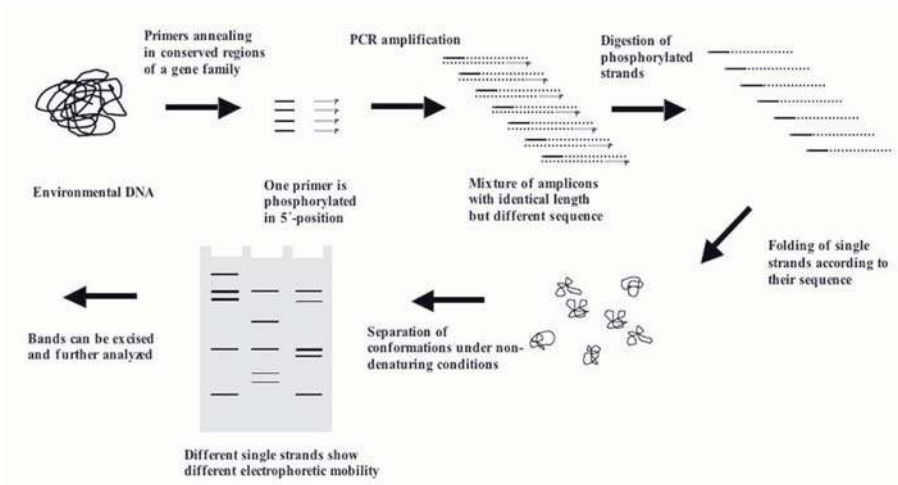 Primers annealing
in conserved regions
of a gene family
PCR amplification
Digestion of
phosphorylated
strands
P
P
P
P
P
P
P
P
P
P
P
Environmental DNA
One primer is
phosphorylated
in 5´-position
Mixture of amplicons
with identical length
but different sequence
Folding of single
strands according to
their sequence
Separation of
conformations under non-
denaturing conditions
Bands can be excised
and further analyzed
Different single strands show
different electrophoretic mobility